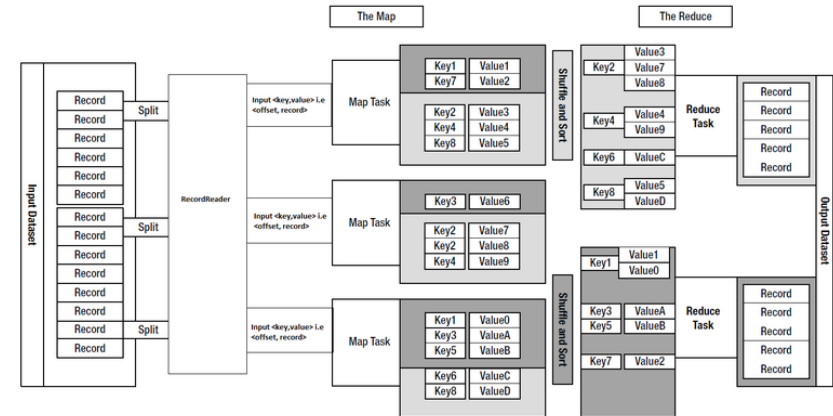 The Map
The Reduce
Input Dataset
Record
Record
Record
Record
Record
Record
Record
Record
Record
Record
Record
Record
Record
Record
Split
Split
Split
RecordReader
Input <key,value> i.e
<offset, record>
Input <key,value> i.e
<offset, record>
Input <key,value> i.e
<offset, record>
Map Task
Key1 Value1
Key7 Value2
Key2 Value3
Key4 Value4
Key8 Value5
Map Task
Key3 Value6
Key2 Value7
Key2 Value8
Key4 Value9
Map Task
Key1 Value0
Key3 ValueA
Key5 ValueB
Key6 ValueC
Key8 ValueD
Shuffle and Sort
Shuffle and Sort
Value3
Key2 Value7
Value8
Key4 Value4
Value9
Key6 ValueC
Key8 Value5
ValueD
Reduce
Task
Record
Record
Record
Record
Record
Key1 Value1
Value0
Key3 ValueA
Key5 ValueB
Key7 Value2
Reduce
Task
Record
Record
Record
Record
Record
Output Dataset